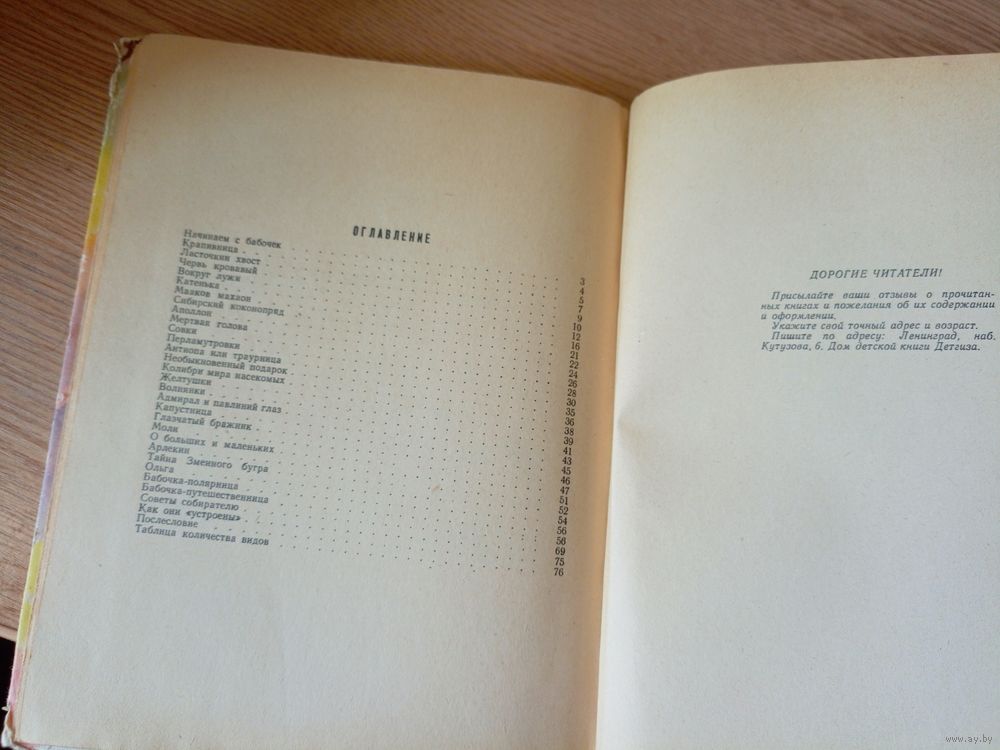 ОГЛАВЛЕНИЕ
Начинаем с бабочек 3
Крапивница 4
Ласточкин хвост 5
Червь кровавый 7
Вокруг лужи 9
Катенька 10
Мааков махаон 12
Сибирский коконопряд 16
Аполлон 21
Мертвая голова 22
Совки 24
Перламутровки 26
Антиопа или траурница 28
Необыкновенный подарок 30
Колибри мира насекомых 35
Желтушки 36
Волнянки 38
Адмирал и павлиний глаз 39
Капустница 41
Глазчатый бражник 43
Моли 45
О больших и маленьких 46
Арлекин 47
Тайна Змеиного бугра 51
Ольга 52
Бабочка-полярница 54
Бабочка-путешественница 56
Советы собирателю 58
Как они «устроены» 69
Послесловие 75
Таблица количества видов 76
ДОРОГИЕ ЧИТАТЕЛИ!
Присылайте ваши отзывы о прочитан-
ных книгах и пожелания об их содержании
и оформлении.
Укажите свой точный адрес и возраст.
Пишите по адресу: Ленинград, наб.
Кутузова, 6. Дом детской книги Детгиза.
www.ay.by